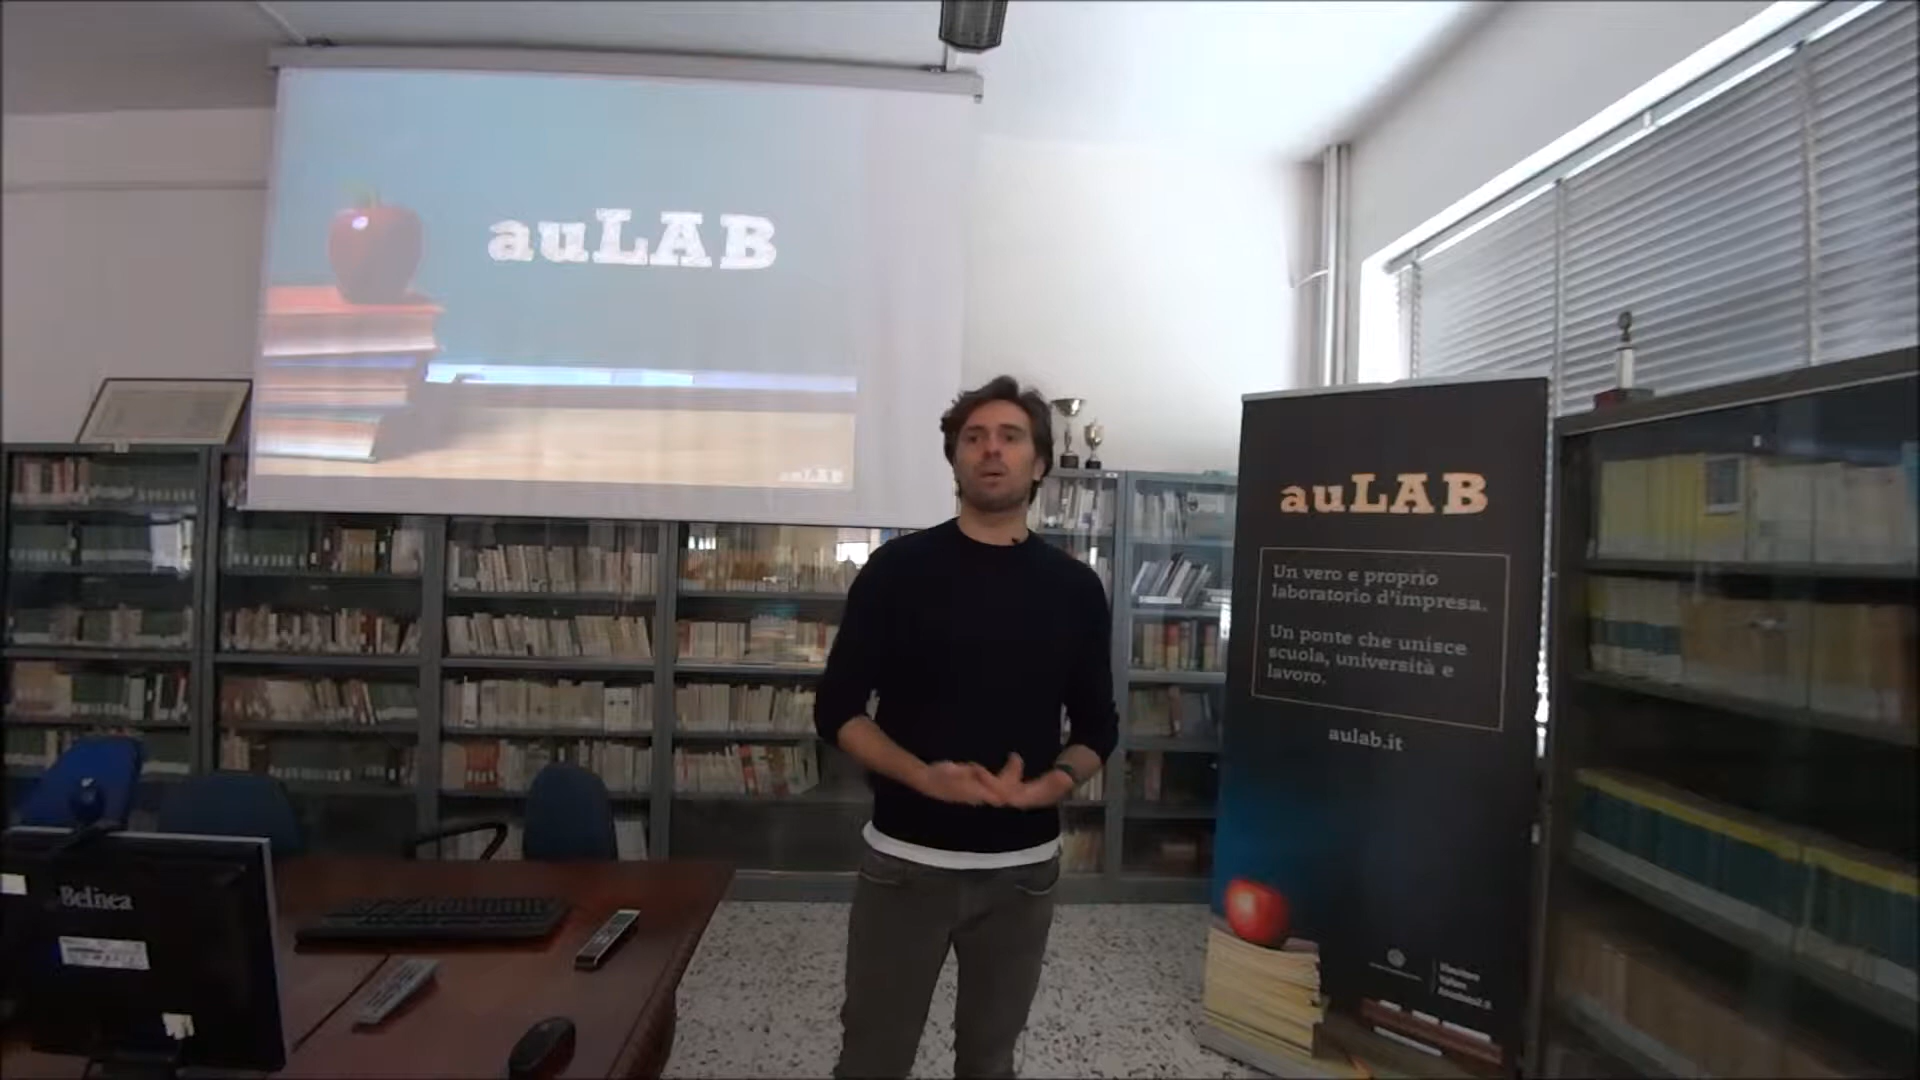 auLAB
auLAB
auLAB
Un vero e proprio
laboratorio d'impresa.
Un ponte che unisce
scuola, università e
lavoro.
aulab.it
Belinea